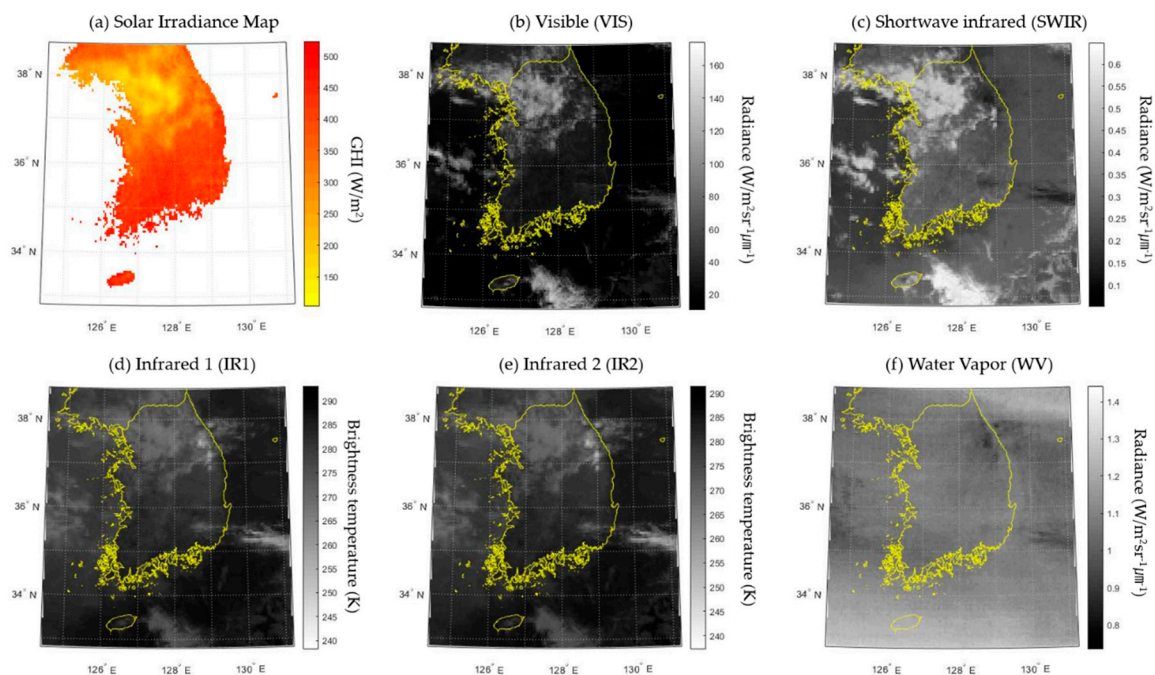 (a) Solar Irradiance Map
38° N
36° N
34° N
126° E
128° E
130° E
500
450
400
350
300
250
200
150
GHI (W/m²)
(b) Visible (VIS)
38° N
36° N
34° N
126° E
128° E
130° E
160
140
120
100
80
60
40
20
Radiance (W/m²sr⁻¹μm⁻¹)
(c) Shortwave infrared (SWIR)
38° N
36° N
34° N
126° E
128° E
130° E
0.6
0.55
0.5
0.45
0.4
0.35
0.3
0.25
0.2
0.15
0.1
Radiance (W/m²sr⁻¹μm⁻¹)
(d) Infrared 1 (IR1)
38° N
36° N
34° N
126° E
128° E
130° E
290
285
280
275
270
265
260
255
250
245
240
Brightness temperature (K)
(e) Infrared 2 (IR2)
38° N
36° N
34° N
126° E
128° E
130° E
290
285
280
275
270
265
260
255
250
245
240
Brightness temperature (K)
(f) Water Vapor (WV)
38° N
36° N
34° N
126° E
128° E
130° E
1.4
1.3
1.2
1.1
1
0.9
0.8
Radiance (W/m²sr⁻¹μm⁻¹)